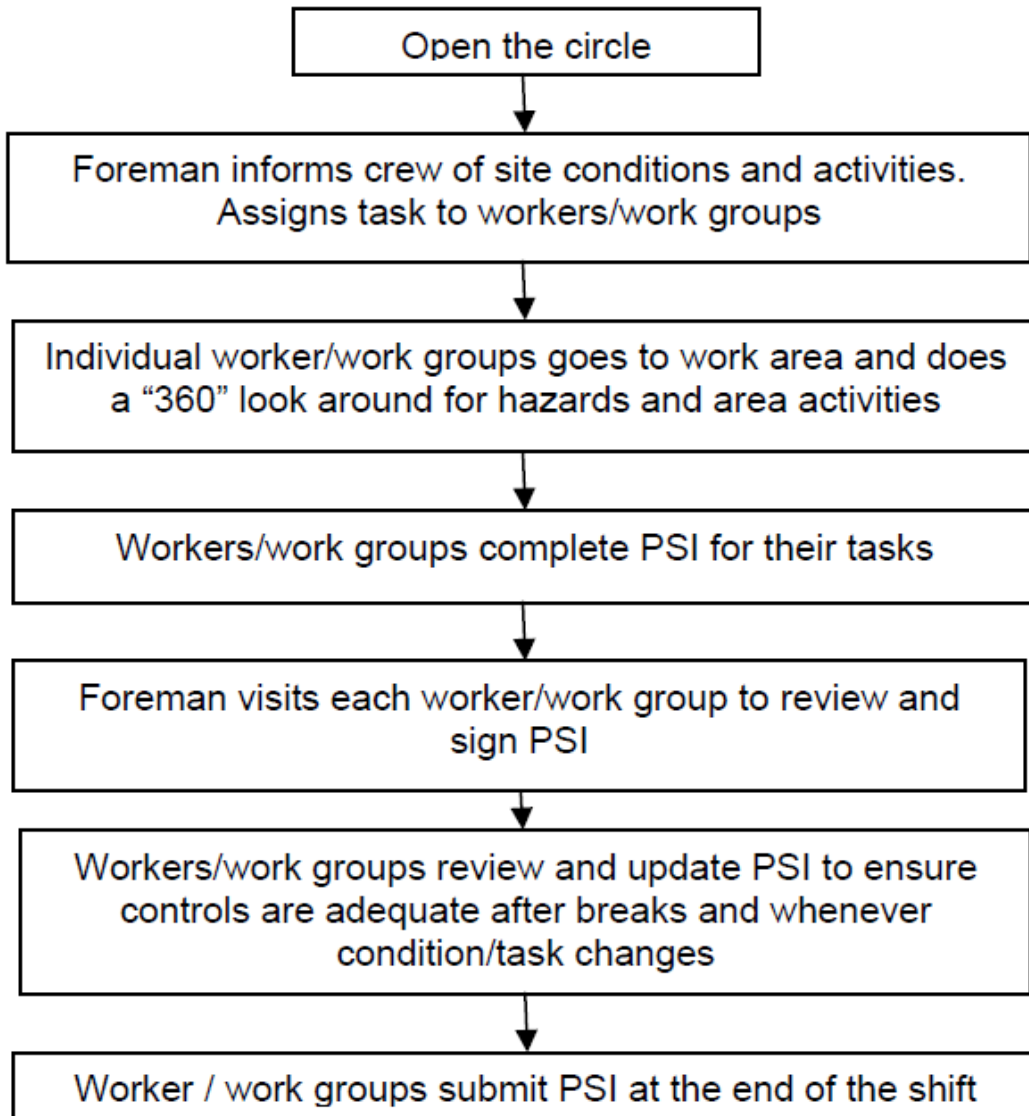 Open the circle
Foreman informs crew of site conditions and activities.
Assigns task to workers/work groups
Individual worker/work groups goes to work area and does
a “360” look around for hazards and area activities
Workers/work groups complete PSI for their tasks
Foreman visits each worker/work group to review and
sign PSI
Workers/work groups review and update PSI to ensure
controls are adequate after breaks and whenever
condition/task changes
Worker / work groups submit PSI at the end of the shift